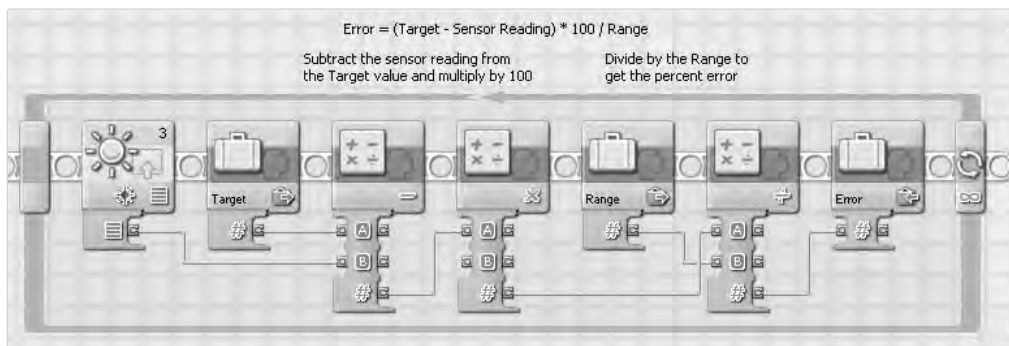 Error = (Target - Sensor Reading) * 100 / Range
Subtract the sensor reading from
the Target value and multiply by 100
Divide by the Range to
get the percent error
3
Target
Range
Error
A
A
A
B
B
B
#
#
#
#
#
#